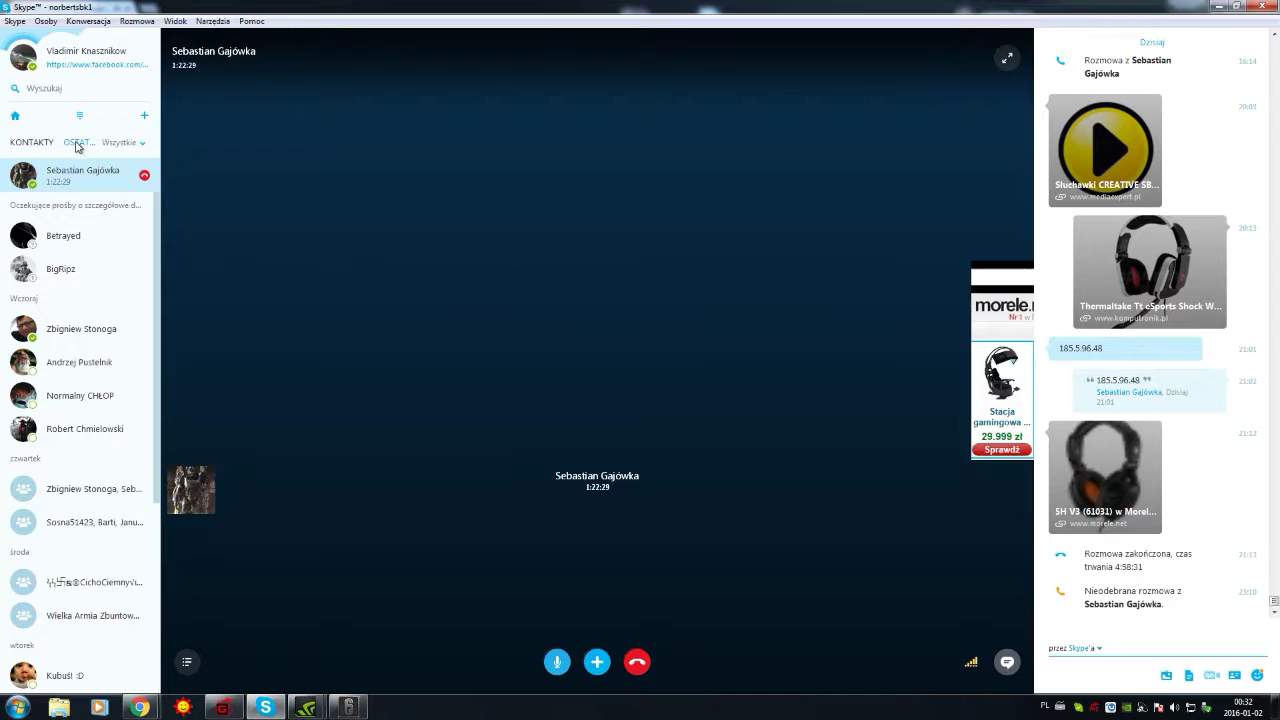 Skype™ - norbertsbk1
Skype Osoby Konwersacja Rozmowa Widok Narzędzia Pomoc
Vladimir Knasznikow
https://www.facebook.com/...
Wyszukaj
KONTAKTY OSTAT... Wszystkie
Sebastian Gajówka
1:22:29
Oczekujące prośby o szczegółowe d...
Betrayed
BigRipz
Wczoraj
Zbigniew Stonoga
Andrzej Pustelnik
Normalny CHŁOP
Robert Chmielowski
czwartek
Zbigniew Stonoga, Seb...
Sosna51423, Barti, Janu...
środa
®CichoCiemny
Wielka Armia Zbuntow...
wtorek
Kubuś! :D
Sebastian Gajówka
1:22:29
Sebastian Gajówka
1:22:29
morele.n
Nr 1 w
Stacja
gamingowa ...
29.999 zł
Sprawdź
Dzisiaj
Rozmowa z Sebastian
Gajówka
16:14
20:03
Słuchawki CREATIVE SB...
www.mediaexpert.pl
20:13
Thermaltake Tt eSports Shock W...
www.komputronik.pl
185.5.96.48
21:01
185.5.96.48
21:02
Sebastian Gajówka, Dzisiaj
21:01
21:12
SH V3 (61031) w Morel...
www.morele.net
Rozmowa zakończona, czas
trwania 4:58:31
21:13
Nieodebrana rozmowa z
Sebastian Gajówka.
23:10
przez Skype'a
PL
00:32
2016-01-02